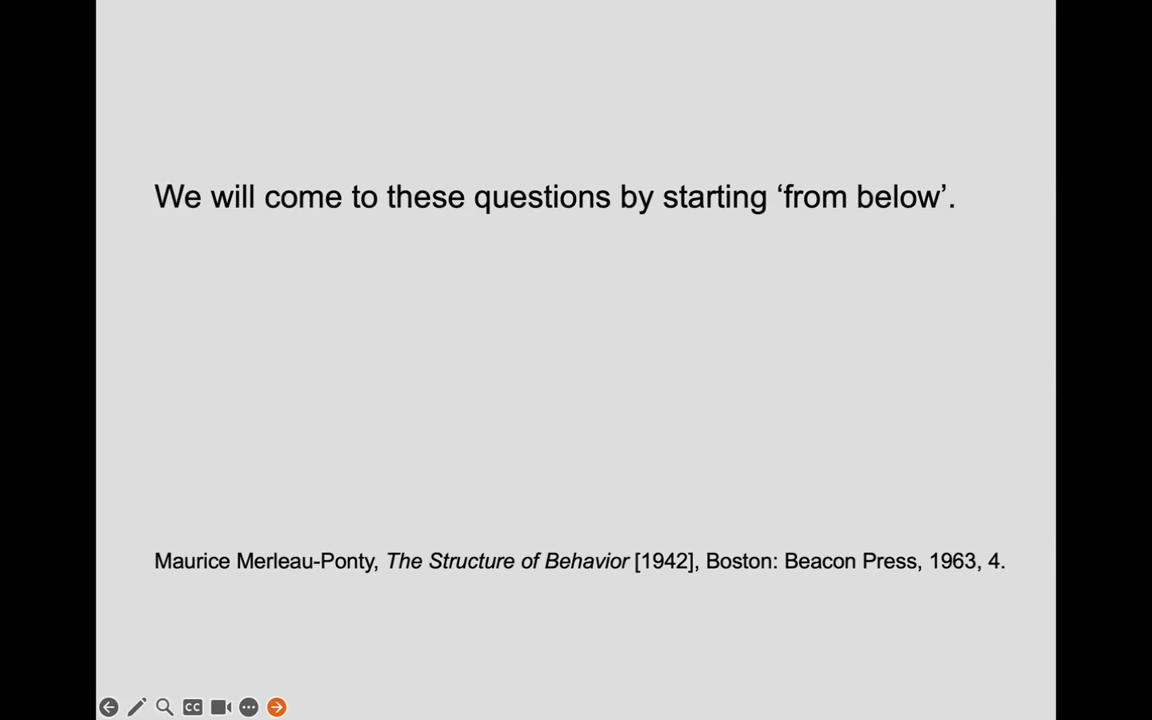 We will come to these questions by starting ‘from below’.
Maurice Merleau-Ponty, The Structure of Behavior [1942], Boston: Beacon Press, 1963, 4.
CC